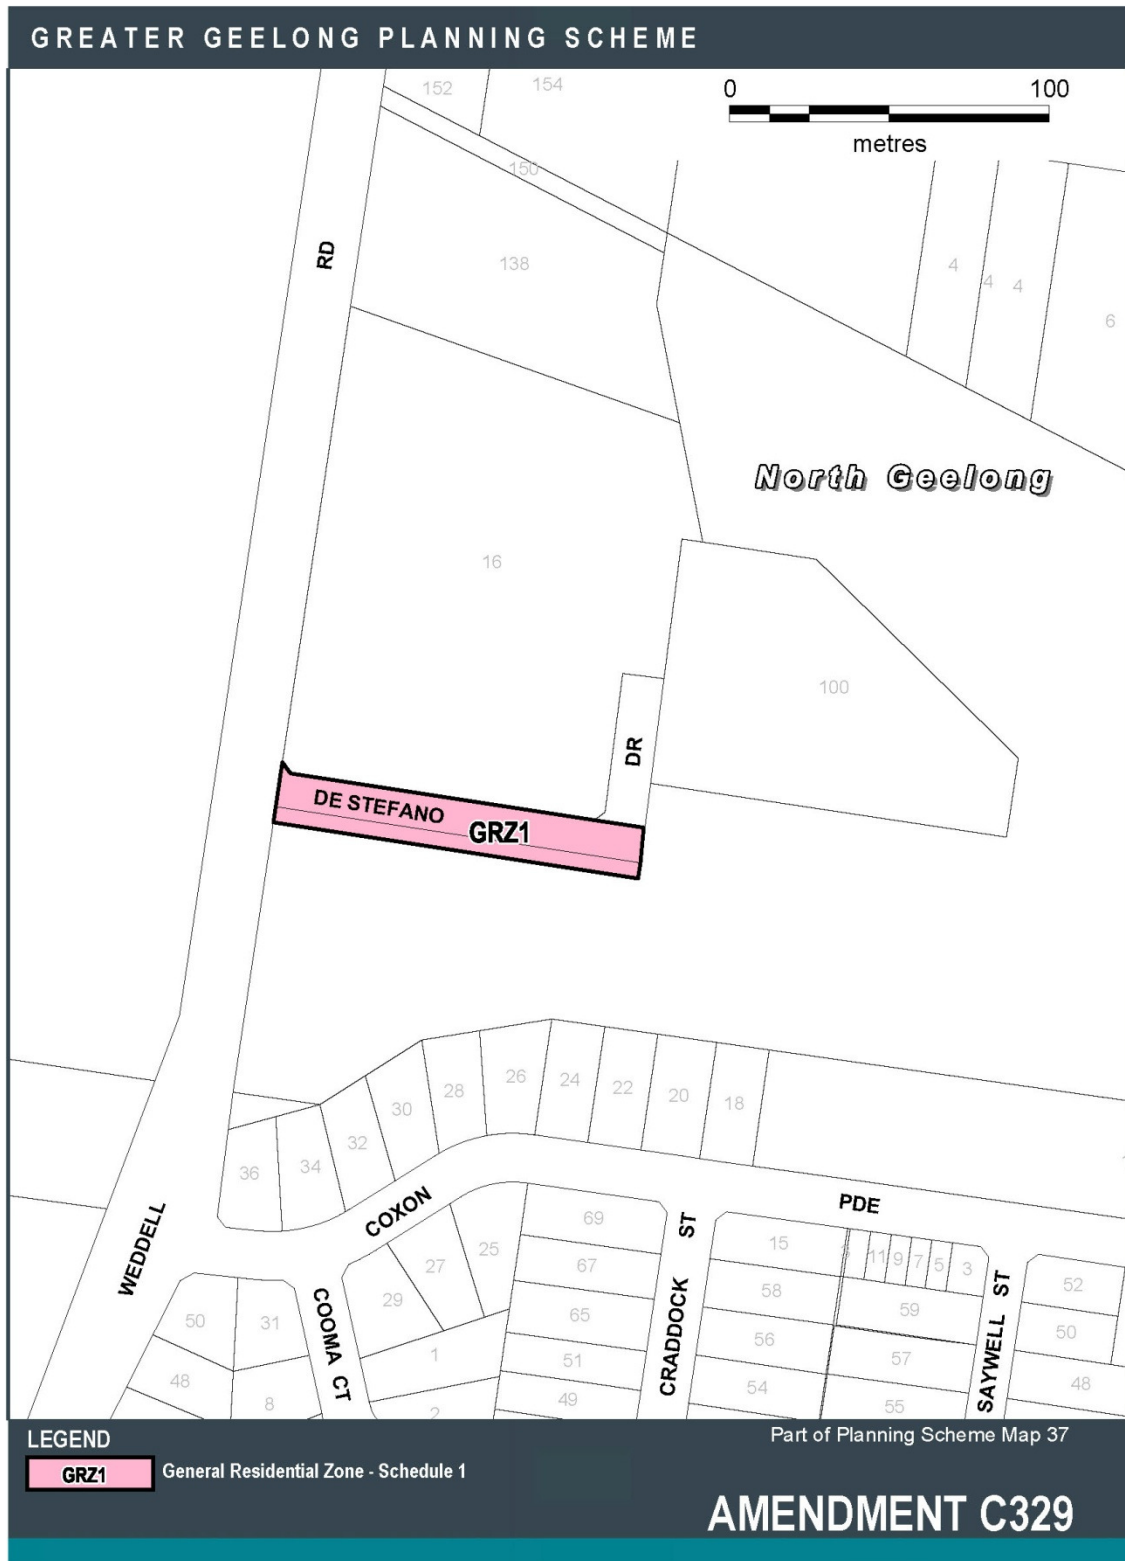 GREATER GEELONG PLANNING SCHEME
0 100
metres
152 154
150
RD
138
4 4 4
6
North Geelong
16
100
DR
DE STEFANO
GRZ1
36 34 32 30 28 26 24 22 20 18
WEDDELL
COXON
PDE
COOMA CT
CRADDOCK ST
SAYWELL ST
69
67
65
51
49
25
27
29
1
2
50
31
48
8
15
58
56
54
11 9 7 5 3
59
57
55
52
50
48
LEGEND
GRZ1 General Residential Zone - Schedule 1
Part of Planning Scheme Map 37
AMENDMENT C329